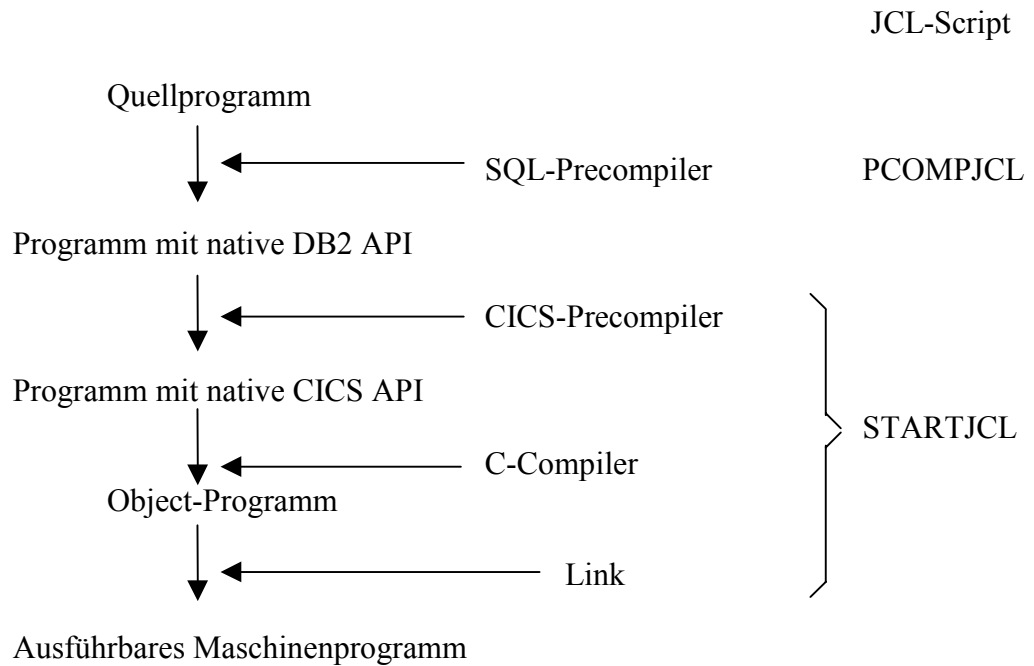 JCL-Script
Quellprogramm
SQL-Precompiler PCOMPJCL
Programm mit native DB2 API
CICS-Precompiler
Programm mit native CICS API
STARTJCL
C-Compiler
Object-Programm
Link
Ausführbares Maschinenprogramm